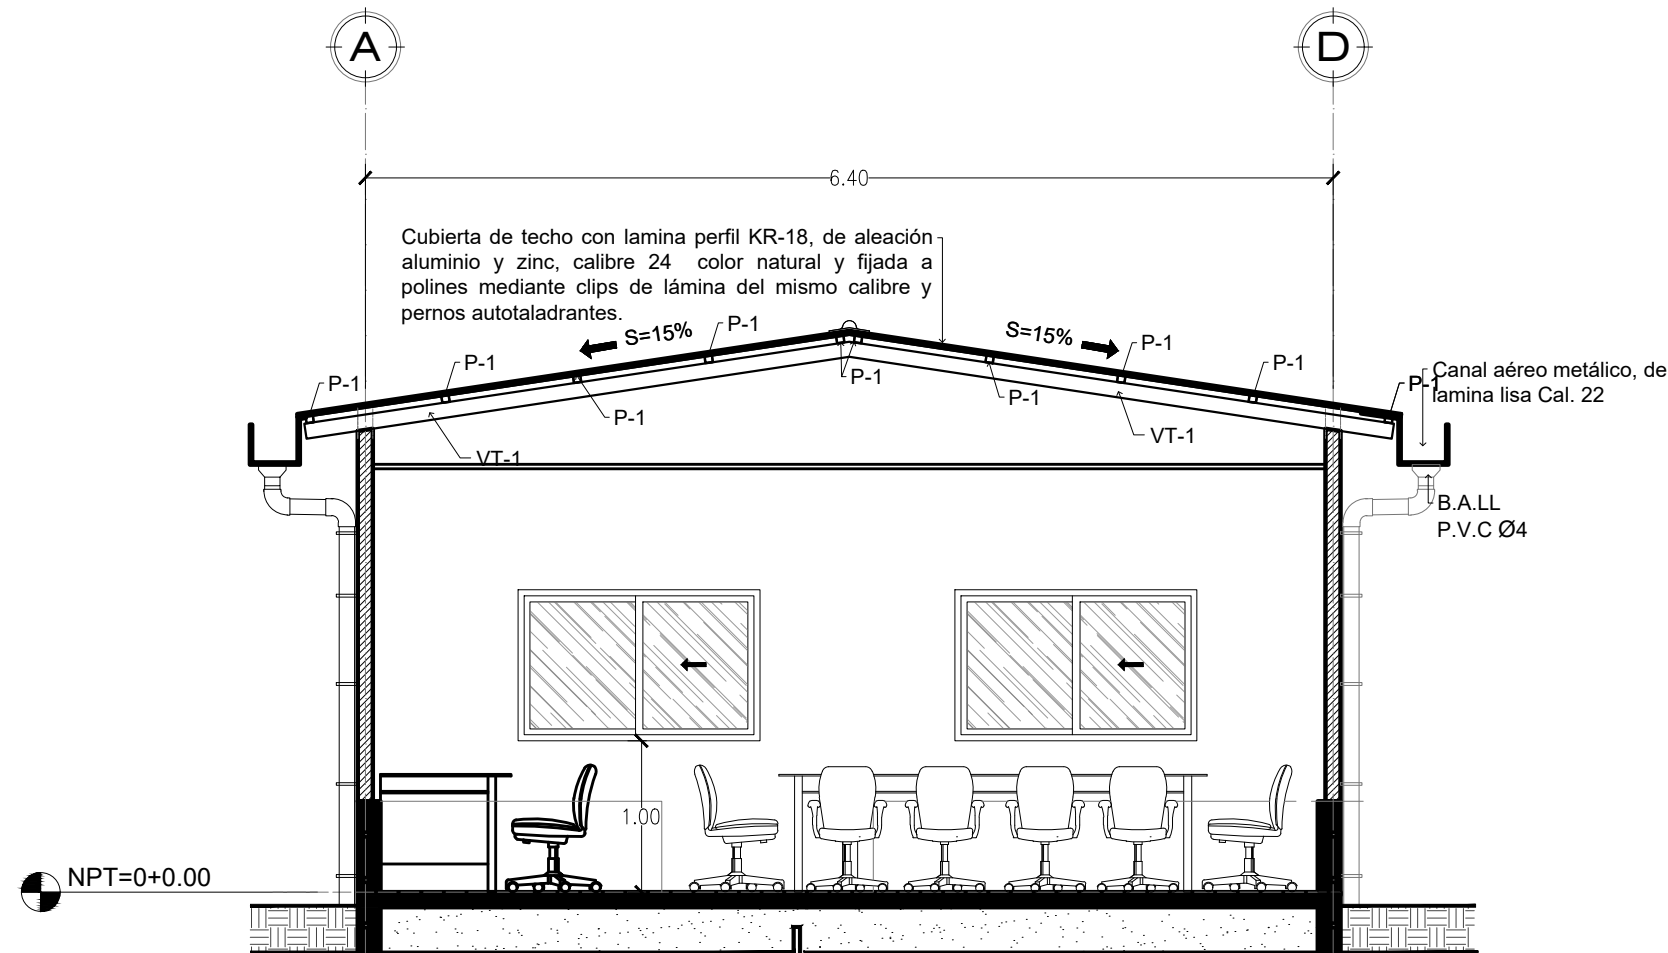 A
D
6.40
Cubierta de techo con lamina perfil KR-18, de aleación
aluminio y zinc, calibre 24 color natural y fijada a
polines mediante clips de lámina del mismo calibre y
pernos autotaladrantes.
S=15%
S=15%
P-1
P-1
P-1
P-1
P-1
P-1
P-1
P-1
P-1
P-1
Canal aéreo metálico, de
lamina lisa Cal. 22
VT-1
VT-1
B.A.LL
P.V.C Ø4
1.00
NPT=0+0.00